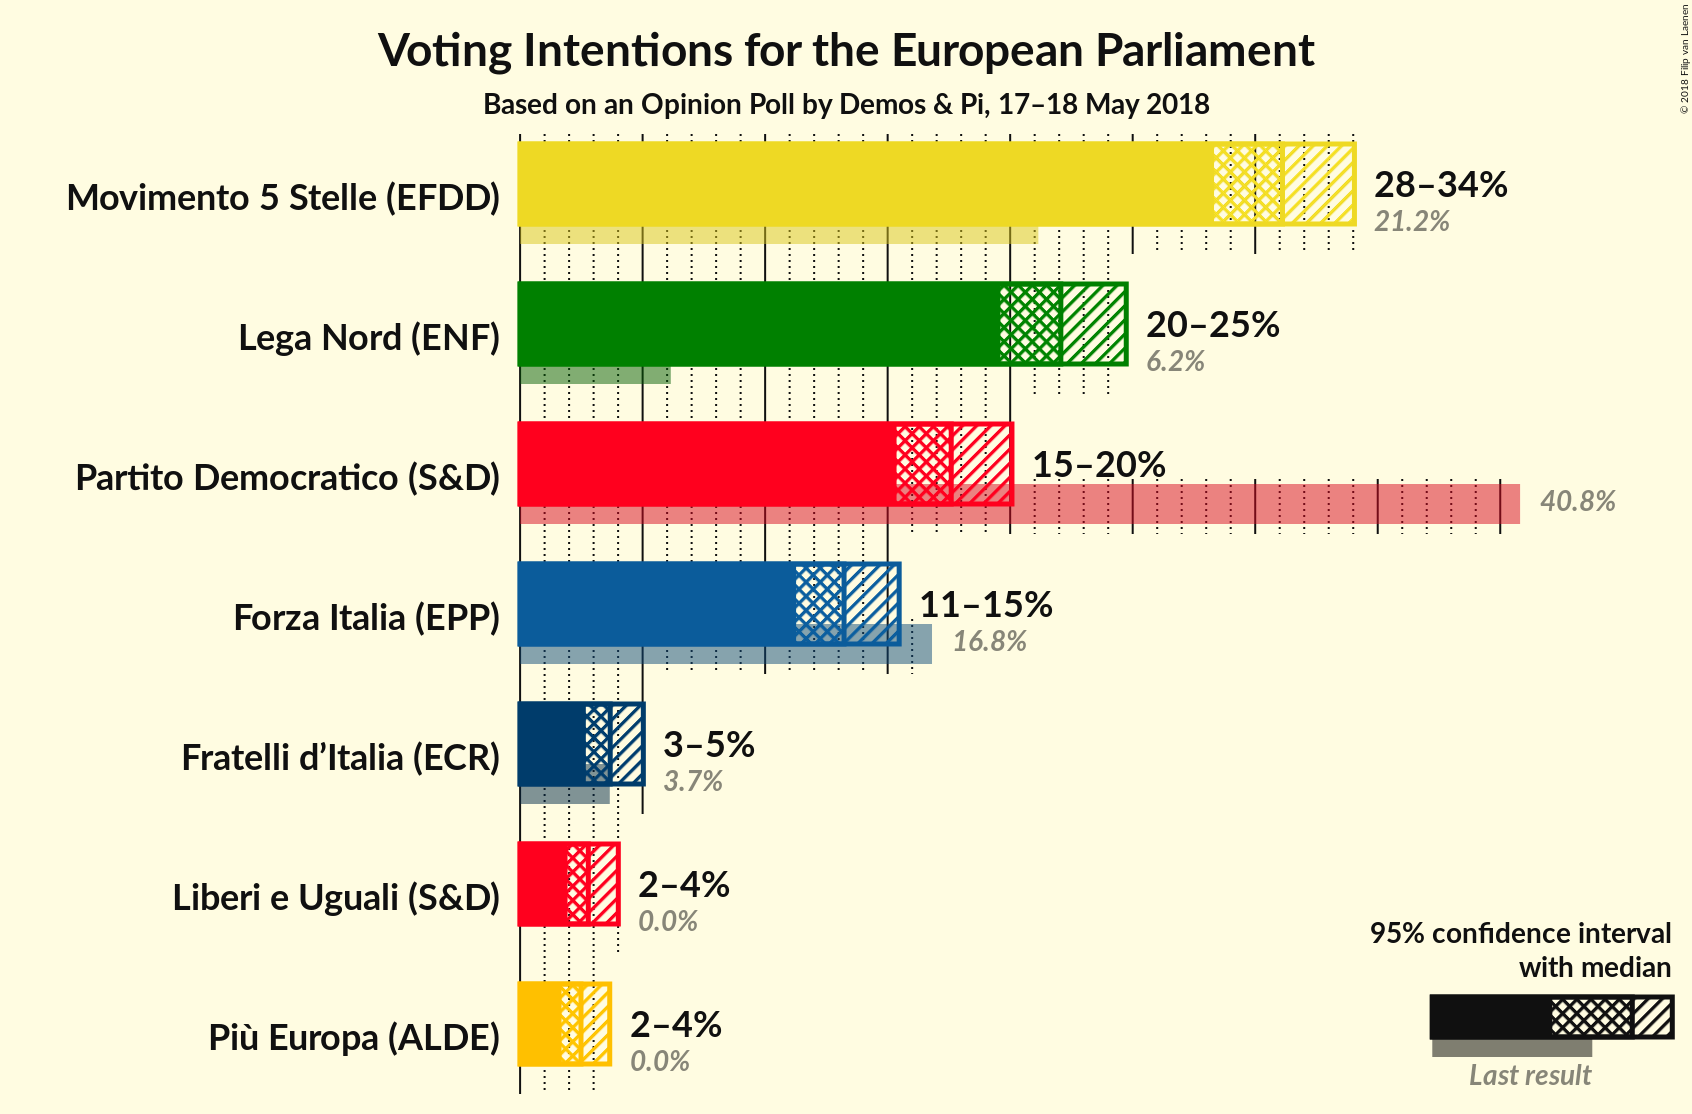 Voting Intentions for the European Parliament
Based on an Opinion Poll by Demos & Pi, 17–18 May 2018
© 2018 Filip van Laenen
Movimento 5 Stelle (EFDD)
28–34%
21.2%
Lega Nord (ENF)
20–25%
6.2%
Partito Democratico (S&D)
15–20%
40.8%
Forza Italia (EPP)
11–15%
16.8%
Fratelli d’Italia (ECR)
3–5%
3.7%
Liberi e Uguali (S&D)
2–4%
0.0%
Più Europa (ALDE)
2–4%
0.0%
95% confidence interval
with median
Last result